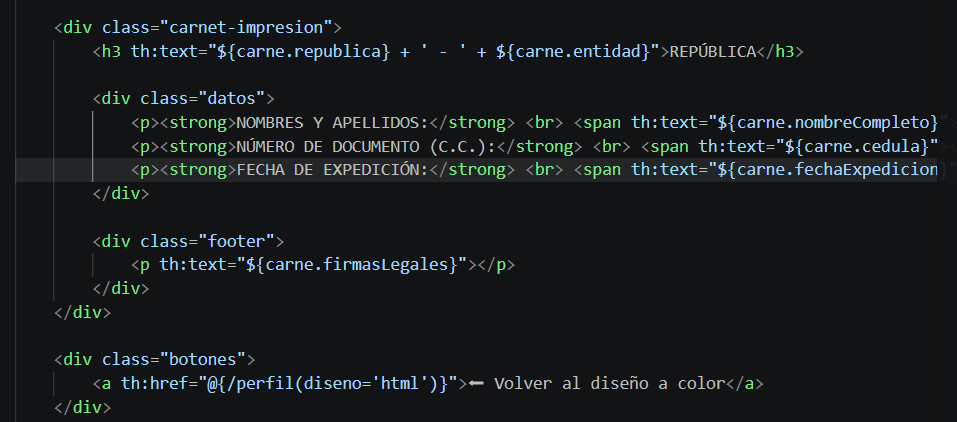 <div class="carnet-impresion">
<h3 th:text="${carne.republica} + ' - ' + ${carne.entidad}">REPÚBLICA</h3>
<div class="datos">
<p><strong>NOMBRES Y APELLIDOS:</strong> <br> <span th:text="${carne.nombreCompleto}"
<p><strong>NÚMERO DE DOCUMENTO (C.C.):</strong> <br> <span th:text="${carne.cedula}"><
<p><strong>FECHA DE EXPEDICIÓN:</strong> <br> <span th:text="${carne.fechaExpedicion}"
</div>
<div class="footer">
<p th:text="${carne.firmasLegales}"></p>
</div>
</div>
<div class="botones">
<a th:href="@{/perfil(diseno='html')}">⬅ Volver al diseño a color</a>
</div>